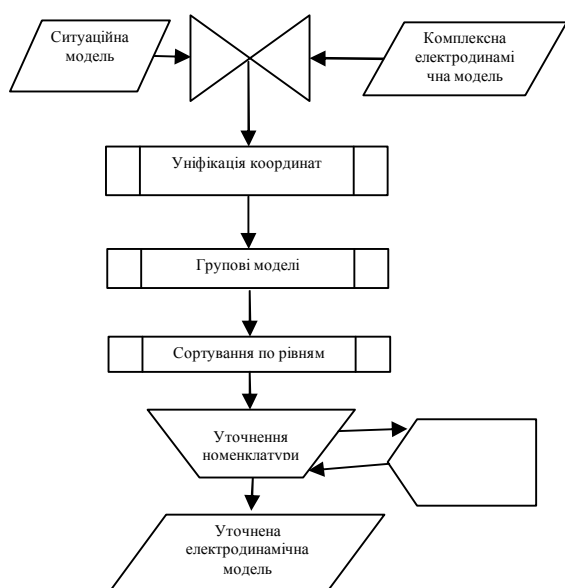 Ситуаційна
модель
Комплексна
електродинамі
чна модель
Уніфікація координат
Групові моделі
Сортування по рівням
Уточнення
номенклатури
Уточнена
електродинамічна
модель